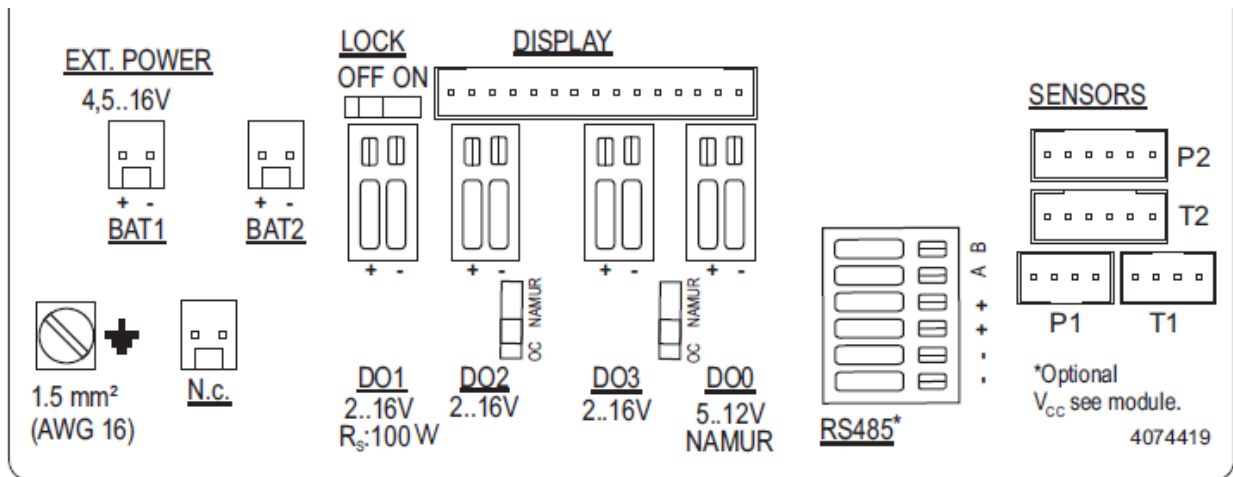 EXT. POWER
4,5..16V
+ -
BAT1
+ -
BAT2
LOCK
OFF ON
DISPLAY
+ -
+ -
+ -
+ -
OC NAMUR
OC NAMUR
1.5 mm²
(AWG 16)
N.c.
DO1
2..16V
Rs:100 W
DO2
2..16V
DO3
2..16V
DO0
5..12V
NAMUR
B
A
+
+
-
-
RS485*
SENSORS
P2
T2
P1
T1
*Optional
Vcc see module.
4074419